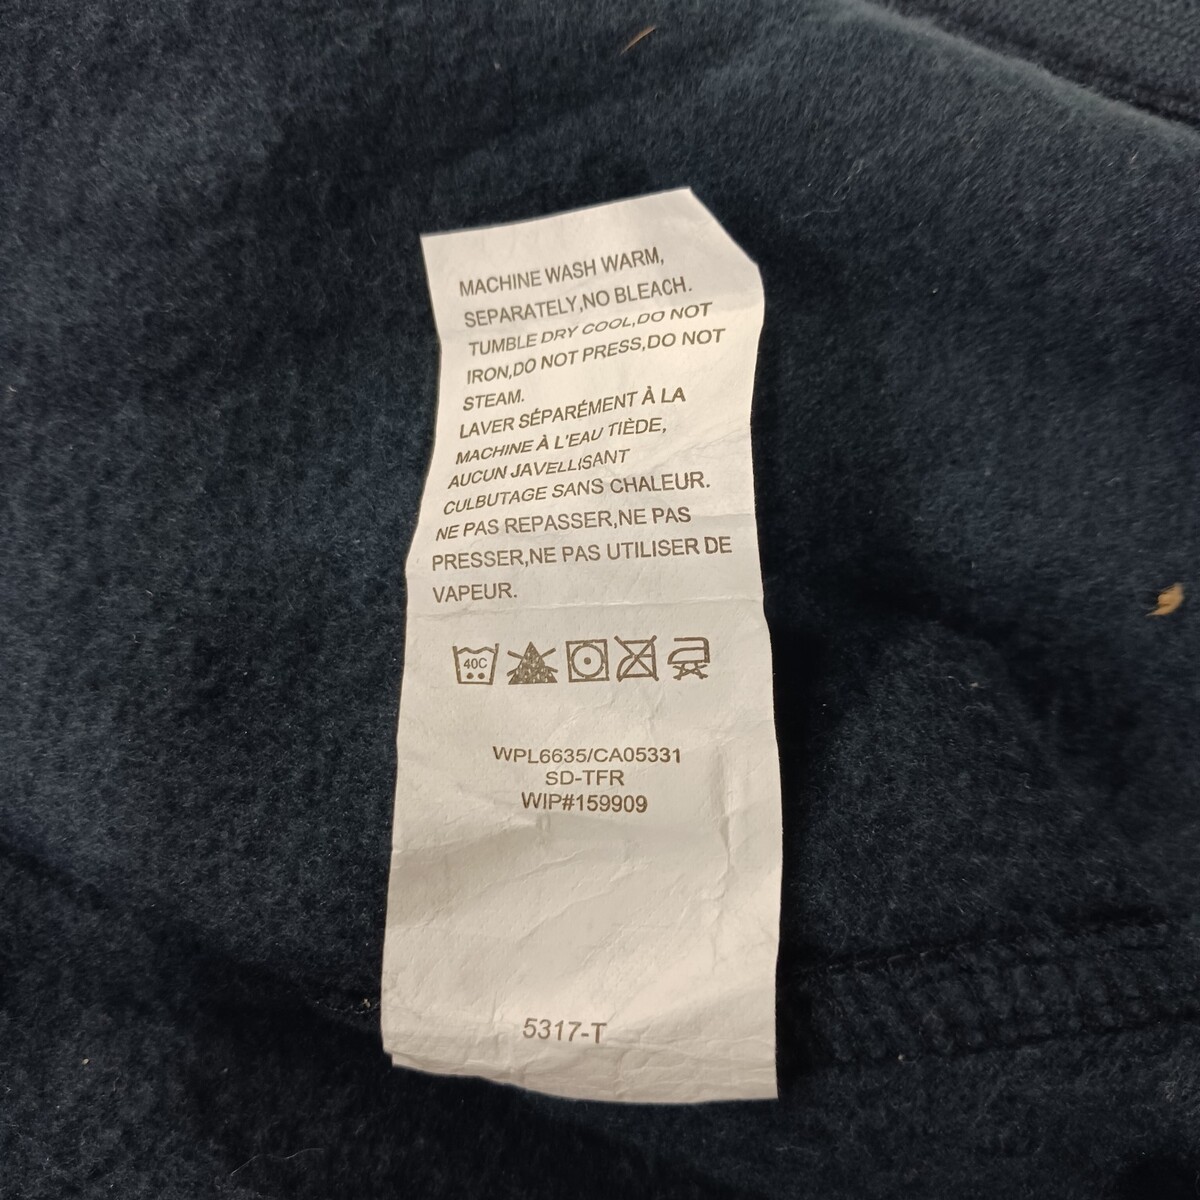 MACHINE WASH WARM,
SEPARATELY,NO BLEACH.
TUMBLE DRY COOL,DO NOT
IRON,DO NOT PRESS,DO NOT
STEAM.
LAVER SÉPARÉMENT À LA
MACHINE À L'EAU TIÈDE,
AUCUN JAVELLISANT
CULBUTAGE SANS CHALEUR.
NE PAS REPASSER,NE PAS
PRESSER,NE PAS UTILISER DE
VAPEUR.
40C
WPL6635/CA05331
SD-TFR
WIP#159909
5317-T